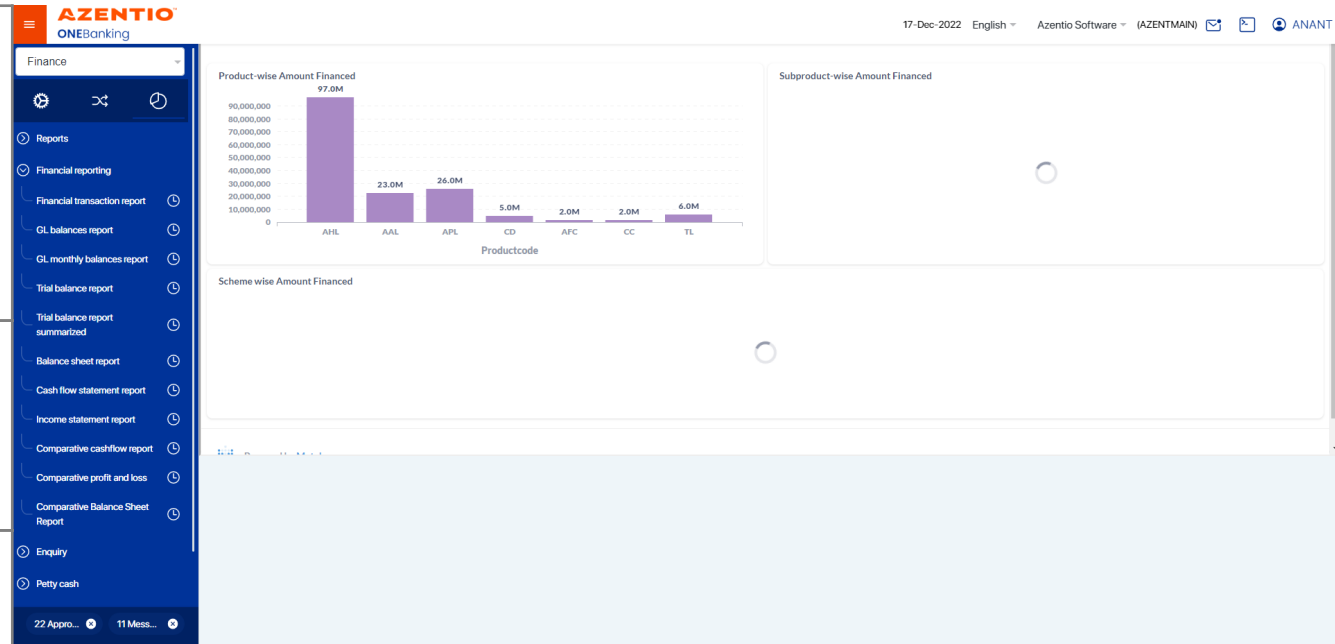 AZENTIO
ONEBanking
17-Dec-2022 English Azentio Software (AZENTMAIN) ANANT
Finance
Reports
Financial reporting
Financial transaction report
GL balances report
GL monthly balances report
Trial balance report
Trial balance report
summarized
Balance sheet report
Cash flow statement report
Income statement report
Comparative cashflow report
Comparative profit and loss
Comparative Balance Sheet
Report
Enquiry
Petty cash
22 Appro... 11 Mess...
Product-wise Amount Financed
97.0M
90,000,000
80,000,000
70,000,000
60,000,000
50,000,000
40,000,000
30,000,000
20,000,000
10,000,000
0
23.0M
26.0M
5.0M
2.0M
2.0M
6.0M
AHL AAL APL CD AFC CC TL
Productcode
Subproduct-wise Amount Financed
Scheme wise Amount Financed